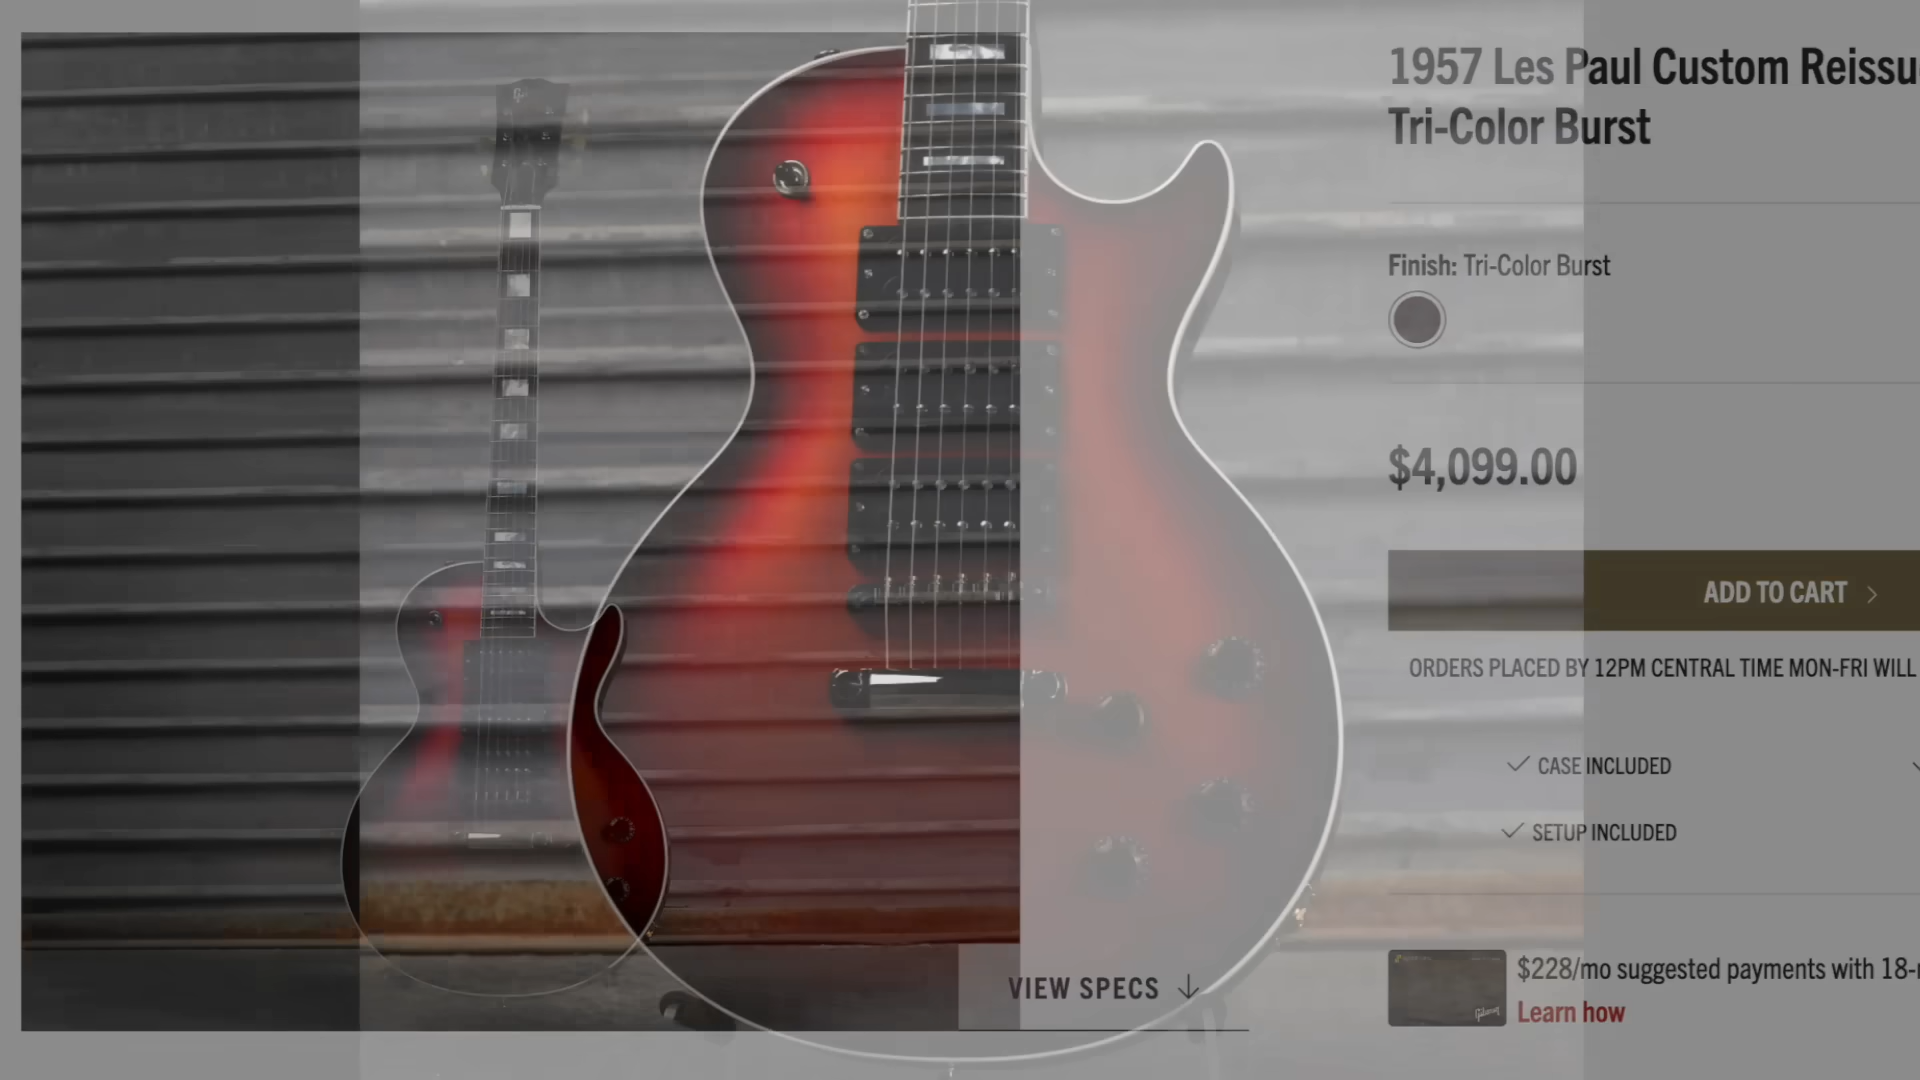 1957 Les Paul Custom Reissu
Tri-Color Burst
Finish: Tri-Color Burst
$4,099.00
ADD TO CART
ORDERS PLACED BY 12PM CENTRAL TIME MON-FRI WILL
CASE INCLUDED
SETUP INCLUDED
VIEW SPECS
$228/mo suggested payments with 18-
Learn how
Gibson